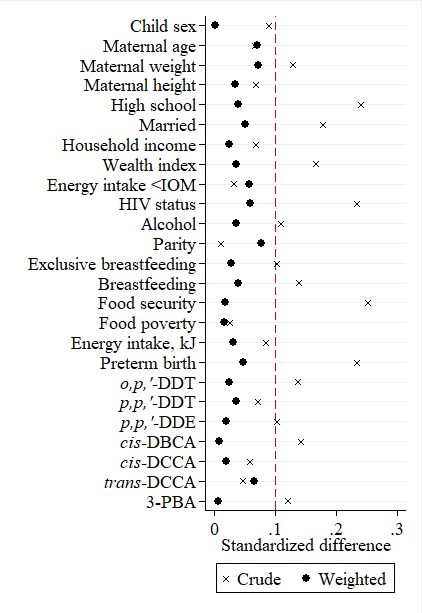 Child sex
Maternal age
Maternal weight
Maternal height
High school
Married
Household income
Wealth index
Energy intake <IOM
HIV status
Alcohol
Parity
Exclusive breastfeeding
Breastfeeding
Food security
Food poverty
Energy intake, kJ
Preterm birth
o,p,'-DDT
p,p,'-DDT
p,p,'-DDE
cis-DBCA
cis-DCCA
trans-DCCA
3-PBA
0 .1 .2 .3
Standardized difference
Crude Weighted